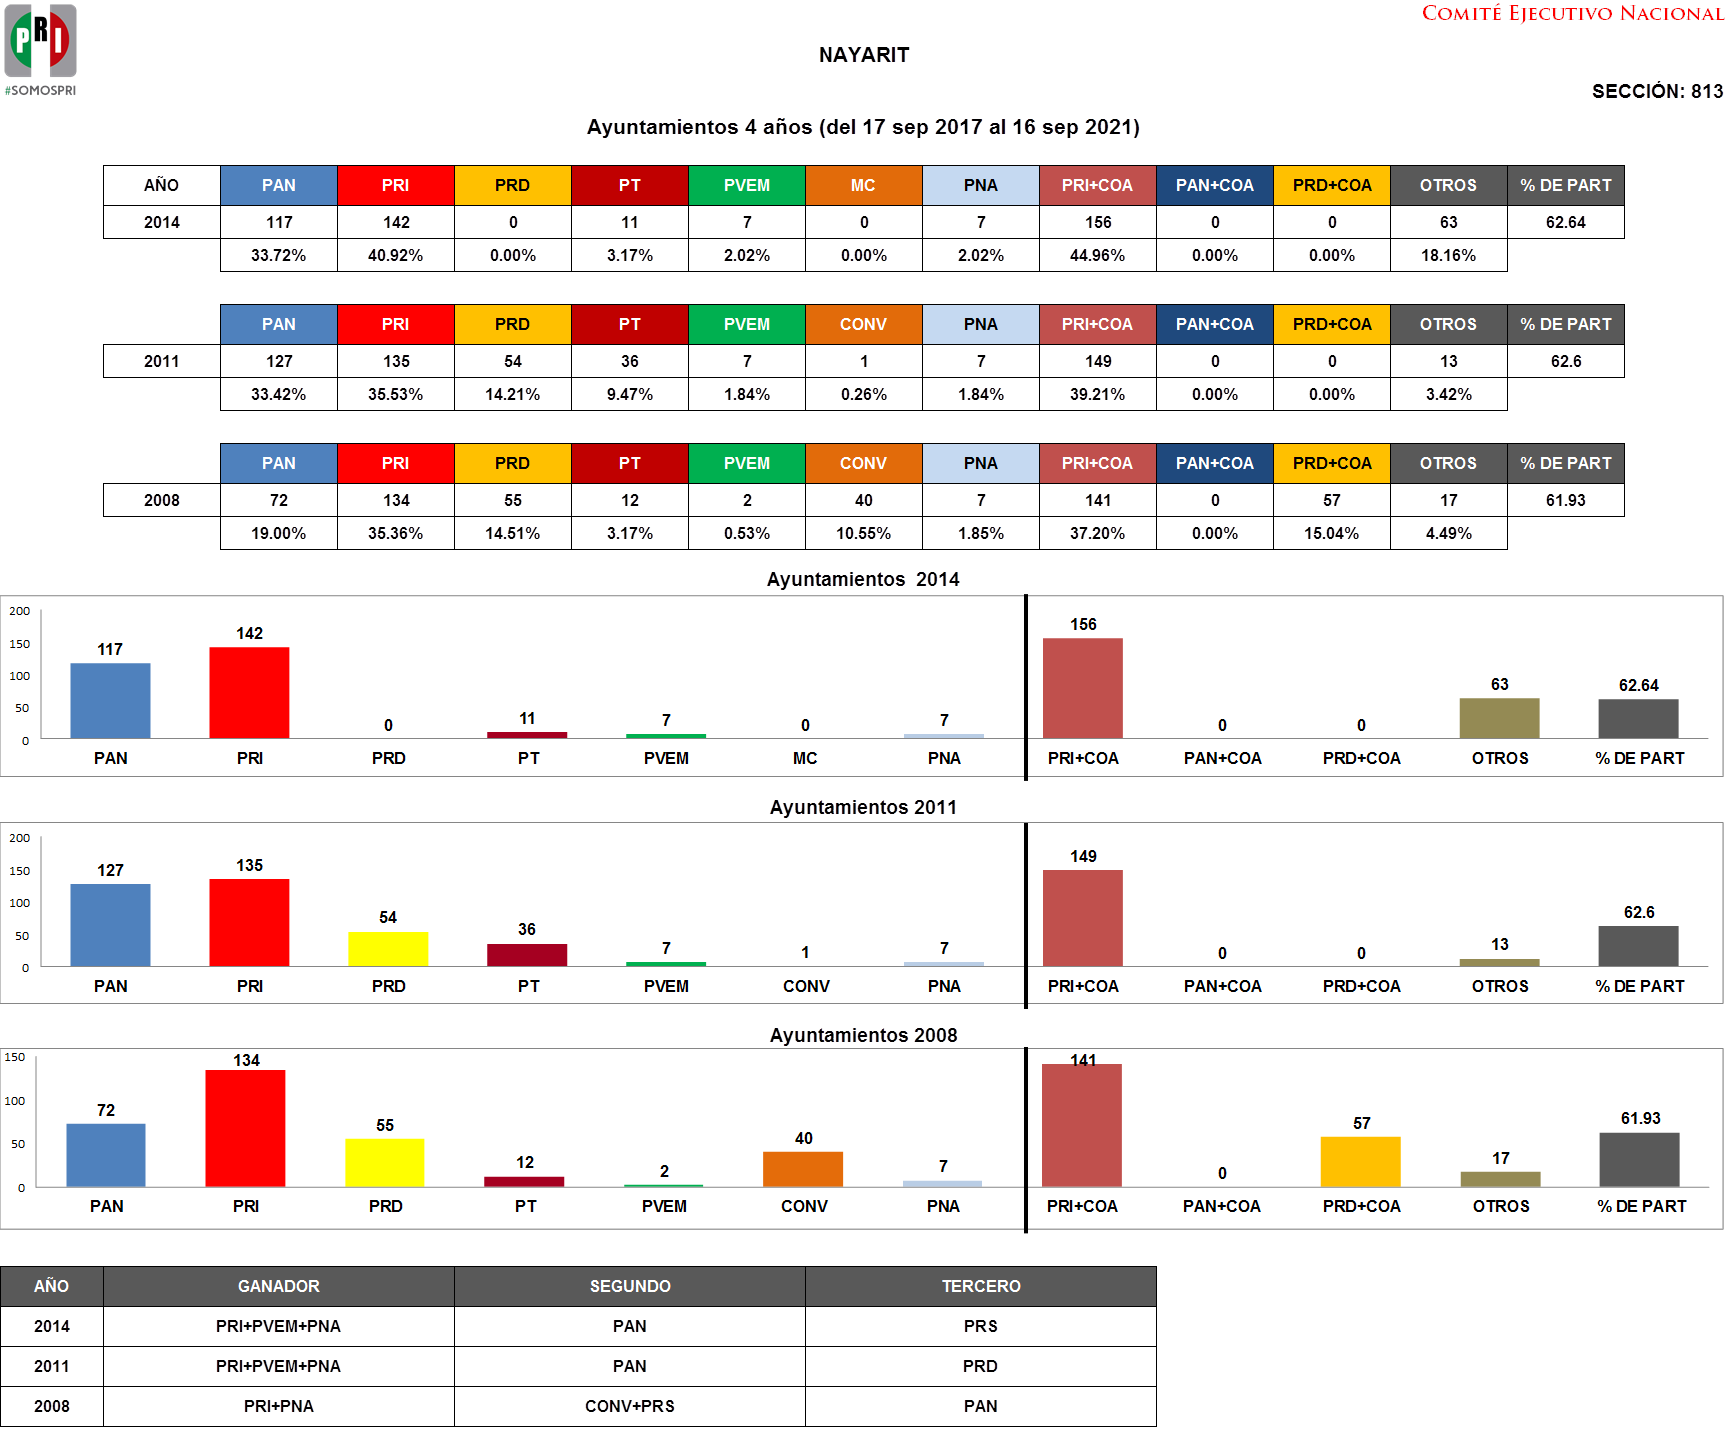 COMITÉ EJECUTIVO NACIONAL
PRI
#SOMOSPRI
NAYARIT
SECCIÓN: 813
Ayuntamientos 4 años (del 17 sep 2017 al 16 sep 2021)
AÑO PAN PRI PRD PT PVEM MC PNA PRI+COA PAN+COA PRD+COA OTROS % DE PART
2014 117 142 0 11 7 0 7 156 0 0 63 62.64
33.72% 40.92% 0.00% 3.17% 2.02% 0.00% 2.02% 44.96% 0.00% 0.00% 18.16%
PAN PRI PRD PT PVEM CONV PNA PRI+COA PAN+COA PRD+COA OTROS % DE PART
2011 127 135 54 36 7 1 7 149 0 0 13 62.6
33.42% 35.53% 14.21% 9.47% 1.84% 0.26% 1.84% 39.21% 0.00% 0.00% 3.42%
PAN PRI PRD PT PVEM CONV PNA PRI+COA PAN+COA PRD+COA OTROS % DE PART
2008 72 134 55 12 2 40 7 141 0 57 17 61.93
19.00% 35.36% 14.51% 3.17% 0.53% 10.55% 1.85% 37.20% 0.00% 15.04% 4.49%
Ayuntamientos 2014
200
150
100
50
0
117 142 0 11 7 0 7 156 0 0 63 62.64
PAN PRI PRD PT PVEM MC PNA PRI+COA PAN+COA PRD+COA OTROS % DE PART
Ayuntamientos 2011
200
150
100
50
0
127 135 54 36 7 1 7 149 0 0 13 62.6
PAN PRI PRD PT PVEM CONV PNA PRI+COA PAN+COA PRD+COA OTROS % DE PART
Ayuntamientos 2008
150
100
50
0
72 134 55 12 2 40 7 141 0 57 17 61.93
PAN PRI PRD PT PVEM CONV PNA PRI+COA PAN+COA PRD+COA OTROS % DE PART
AÑO GANADOR SEGUNDO TERCERO
2014 PRI+PVEM+PNA PAN PRS
2011 PRI+PVEM+PNA PAN PRD
2008 PRI+PNA CONV+PRS PAN